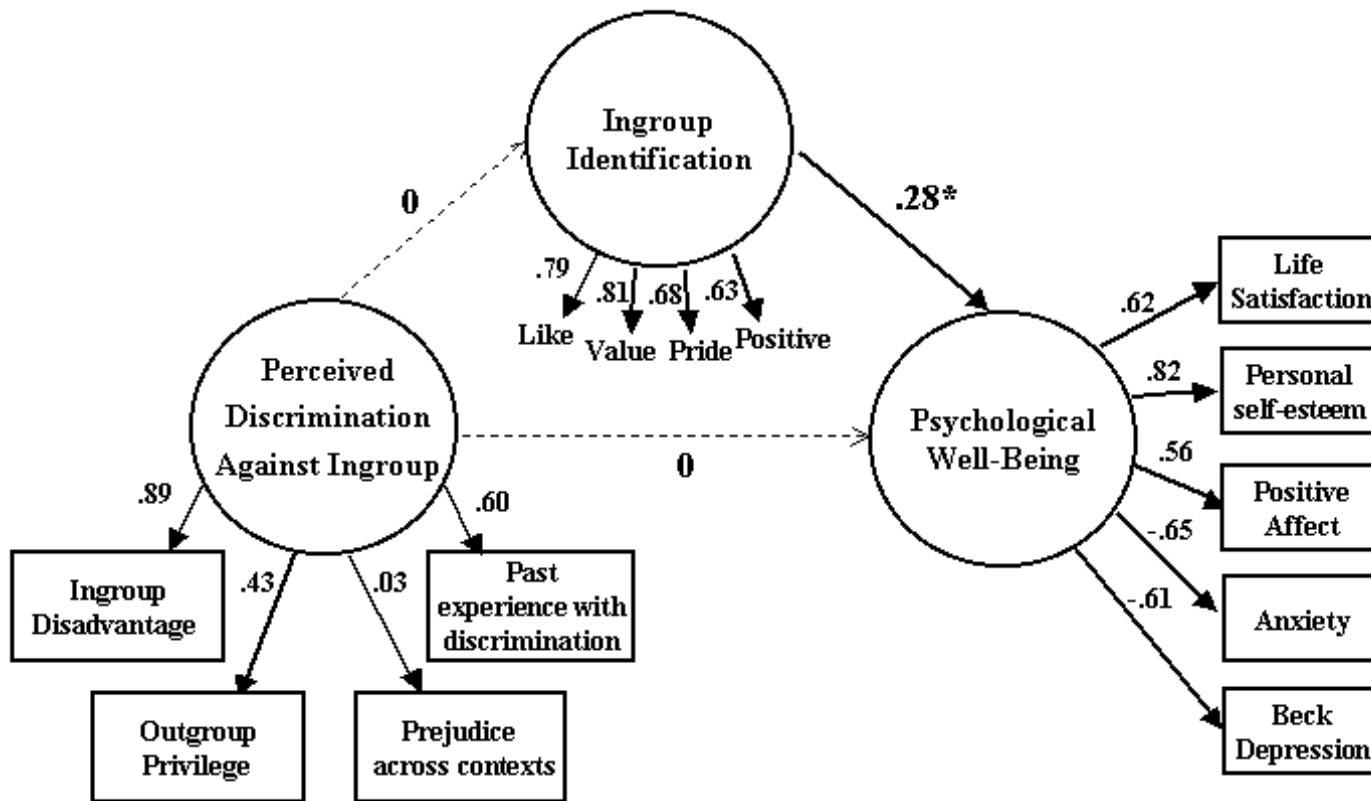 Ingroup
Identification
0
.28*
.79
.81
.68
.63
Like
Value
Pride
Positive
Perceived
Discrimination
Against Ingroup
0
Psychological
Well-Being
.62
Life
Satisfaction
.82
Personal
self-esteem
.56
Positive
Affect
-.65
Anxiety
-.61
Beck
Depression
.89
.43
.03
.60
Ingroup
Disadvantage
Past
experience with
discrimination
Outgroup
Privilege
Prejudice
across contexts